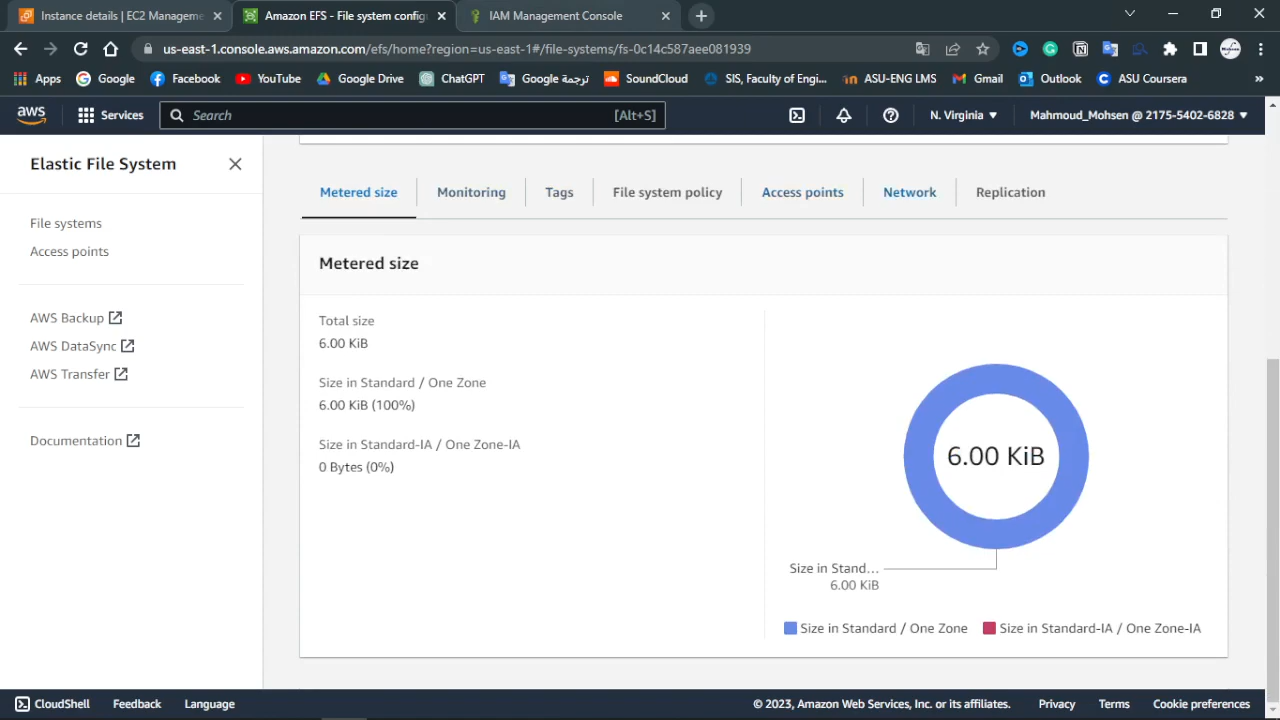 Instance details | EC2 Manageme
Amazon EFS - File system configu
IAM Management Console
us-east-1.console.aws.amazon.com/efs/home?region=us-east-1#/file-systems/fs-0c14c587aee081939
Apps
Google
Facebook
YouTube
Google Drive
ChatGPT
ترجمة Google
SoundCloud
SIS, Faculty of Engi...
ASU-ENG LMS
Gmail
Outlook
ASU Coursera
»
aws
Services
Search
[Alt+S]
N. Virginia
Mahmoud_Mohsen @ 2175-5402-6828
Elastic File System
File systems
Access points
AWS Backup
AWS DataSync
AWS Transfer
Documentation
Metered size
Monitoring
Tags
File system policy
Access points
Network
Replication
Metered size
Total size
6.00 KiB
Size in Standard / One Zone
6.00 KiB (100%)
Size in Standard-IA / One Zone-IA
0 Bytes (0%)
6.00 KiB
Size in Stand...
6.00 KiB
Size in Standard / One Zone
Size in Standard-IA / One Zone-IA
CloudShell
Feedback
Language
© 2023, Amazon Web Services, Inc. or its affiliates.
Privacy
Terms
Cookie preferences